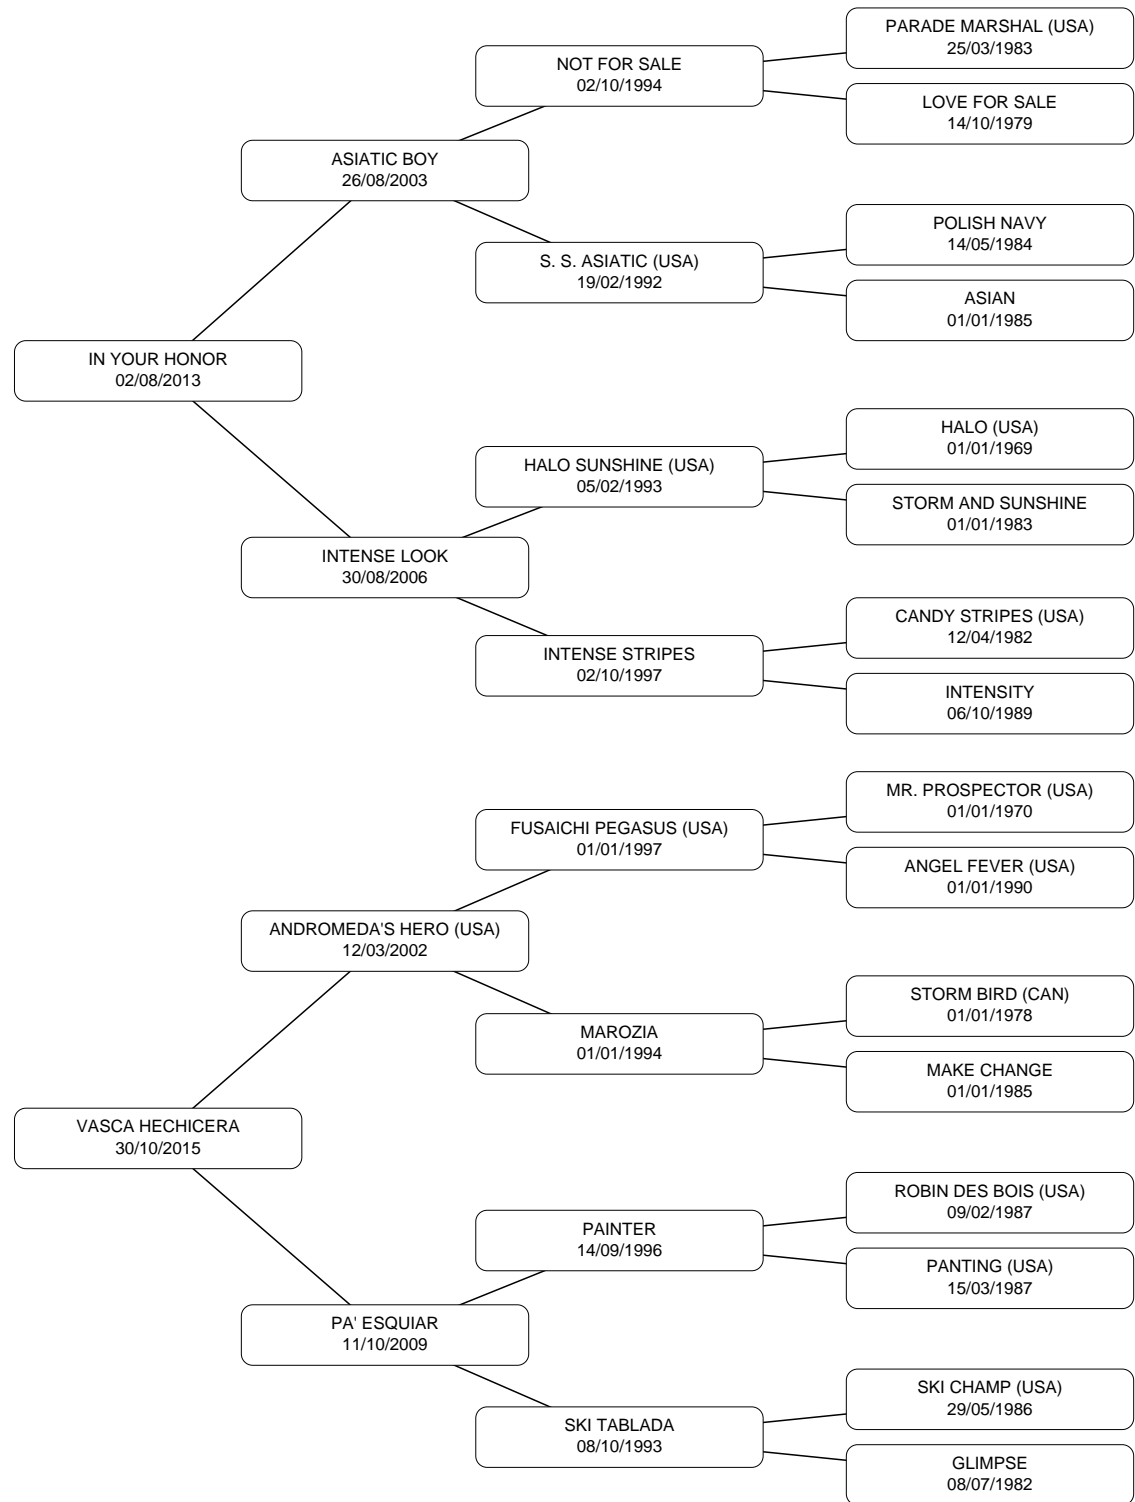 PARADE MARSHAL (USA)
25/03/1983
NOT FOR SALE
02/10/1994
LOVE FOR SALE
14/10/1979
ASIATIC BOY
26/08/2003
POLISH NAVY
14/05/1984
S. S. ASIATIC (USA)
19/02/1992
ASIAN
01/01/1985
IN YOUR HONOR
02/08/2013
HALO (USA)
01/01/1969
HALO SUNSHINE (USA)
05/02/1993
STORM AND SUNSHINE
01/01/1983
INTENSE LOOK
30/08/2006
CANDY STRIPES (USA)
12/04/1982
INTENSE STRIPES
02/10/1997
INTENSITY
06/10/1989
MR. PROSPECTOR (USA)
01/01/1970
FUSAICHI PEGASUS (USA)
01/01/1997
ANGEL FEVER (USA)
01/01/1990
ANDROMEDA'S HERO (USA)
12/03/2002
STORM BIRD (CAN)
01/01/1978
MAROZIA
01/01/1994
MAKE CHANGE
01/01/1985
VASCA HECHICERA
30/10/2015
ROBIN DES BOIS (USA)
09/02/1987
PAINTER
14/09/1996
PANTING (USA)
15/03/1987
PA' ESQUIAR
11/10/2009
SKI CHAMP (USA)
29/05/1986
SKI TABLADA
08/10/1993
GLIMPSE
08/07/1982